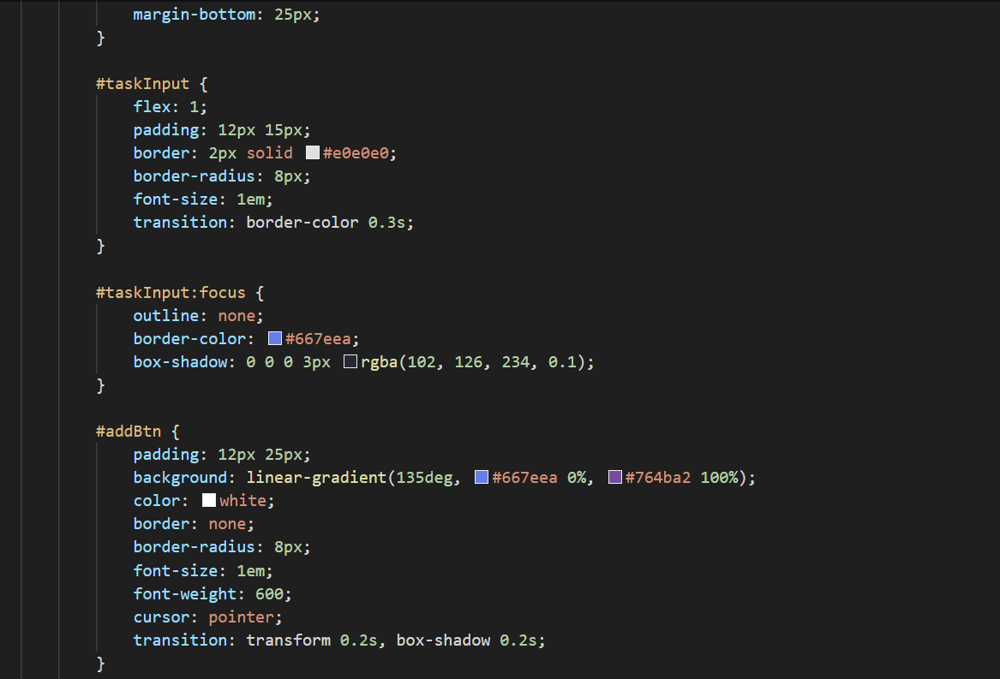 margin-bottom: 25px;
}
#taskInput {
flex: 1;
padding: 12px 15px;
border: 2px solid #e0e0e0;
border-radius: 8px;
font-size: 1em;
transition: border-color 0.3s;
}
#taskInput:focus {
outline: none;
border-color: #667eea;
box-shadow: 0 0 0 3px rgba(102, 126, 234, 0.1);
}
#addBtn {
padding: 12px 25px;
background: linear-gradient(135deg, #667eea 0%, #764ba2 100%);
color: white;
border: none;
border-radius: 8px;
font-size: 1em;
font-weight: 600;
cursor: pointer;
transition: transform 0.2s, box-shadow 0.2s;
}